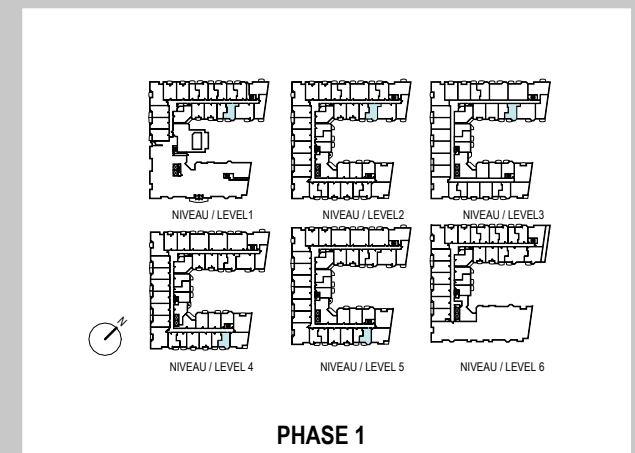 NIVEAU / LEVEL1
NIVEAU / LEVEL2
NIVEAU / LEVEL3
NIVEAU / LEVEL 4
NIVEAU / LEVEL 5
NIVEAU / LEVEL 6
N
PHASE 1